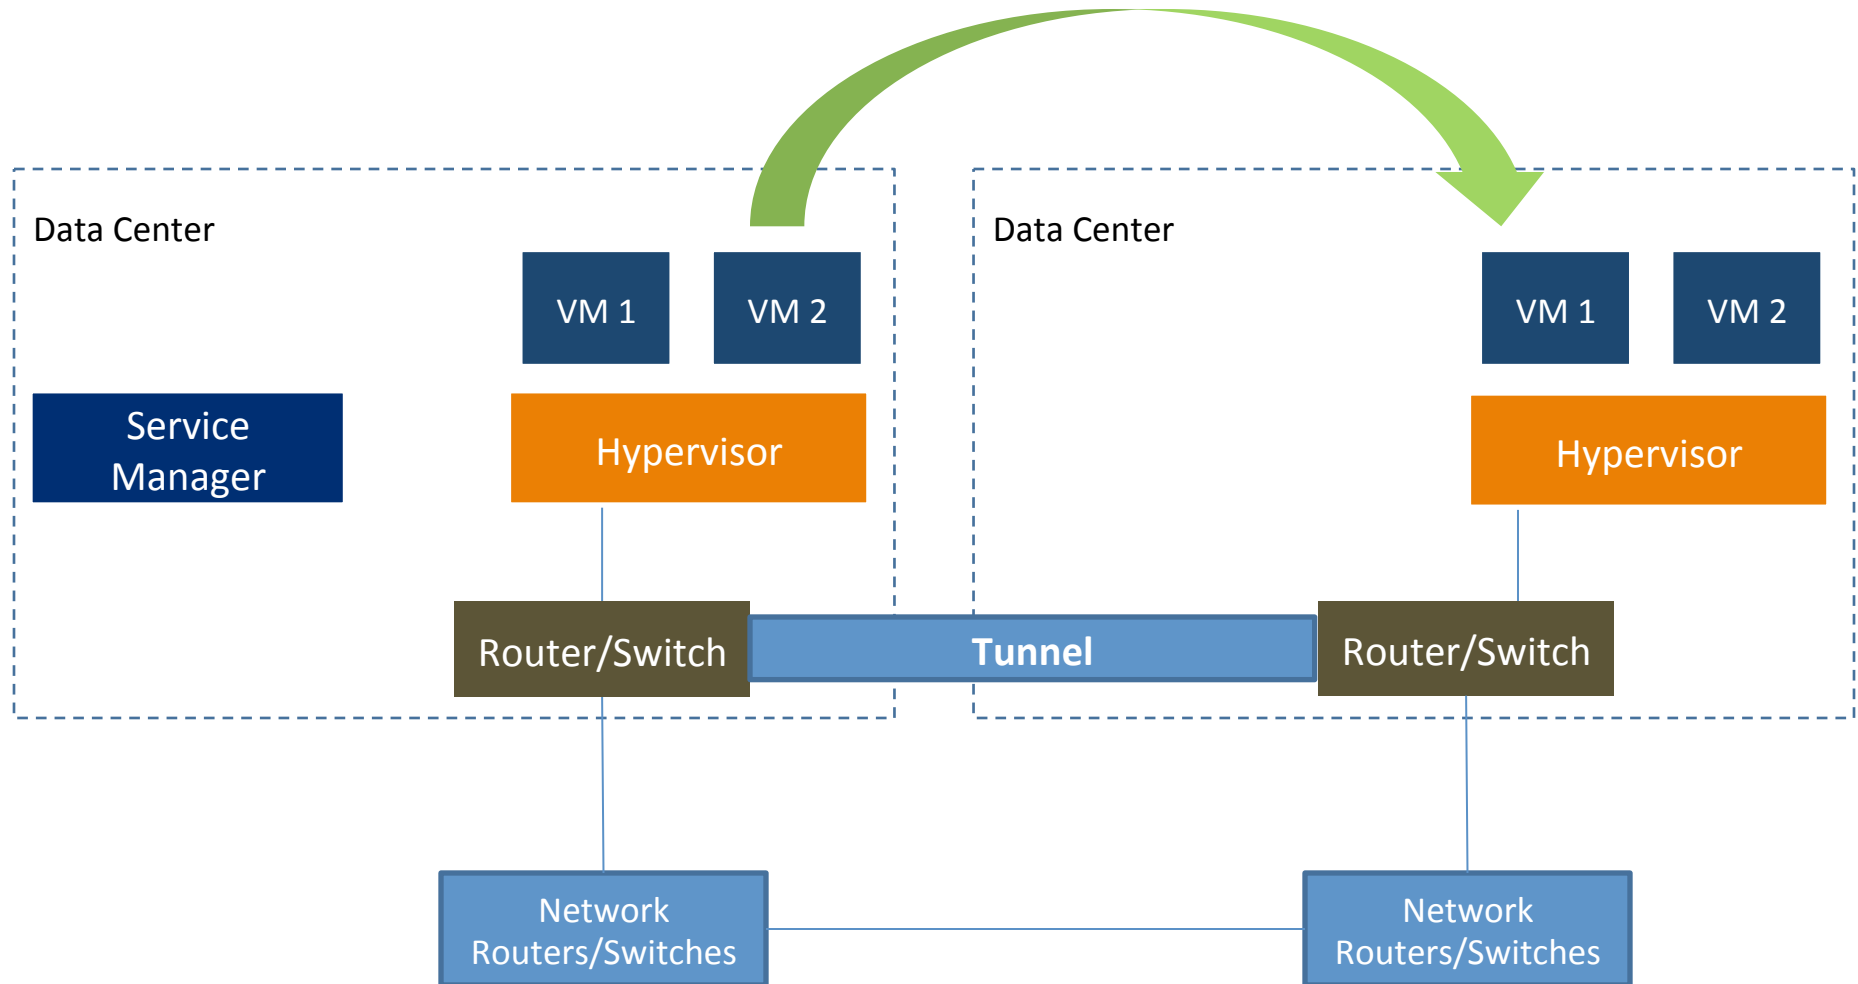 Data Center
VM 1
VM 2
Service
Manager
Hypervisor
Router/Switch
Tunnel
Data Center
VM 1
VM 2
Hypervisor
Router/Switch
Network
Routers/Switches
Network
Routers/Switches